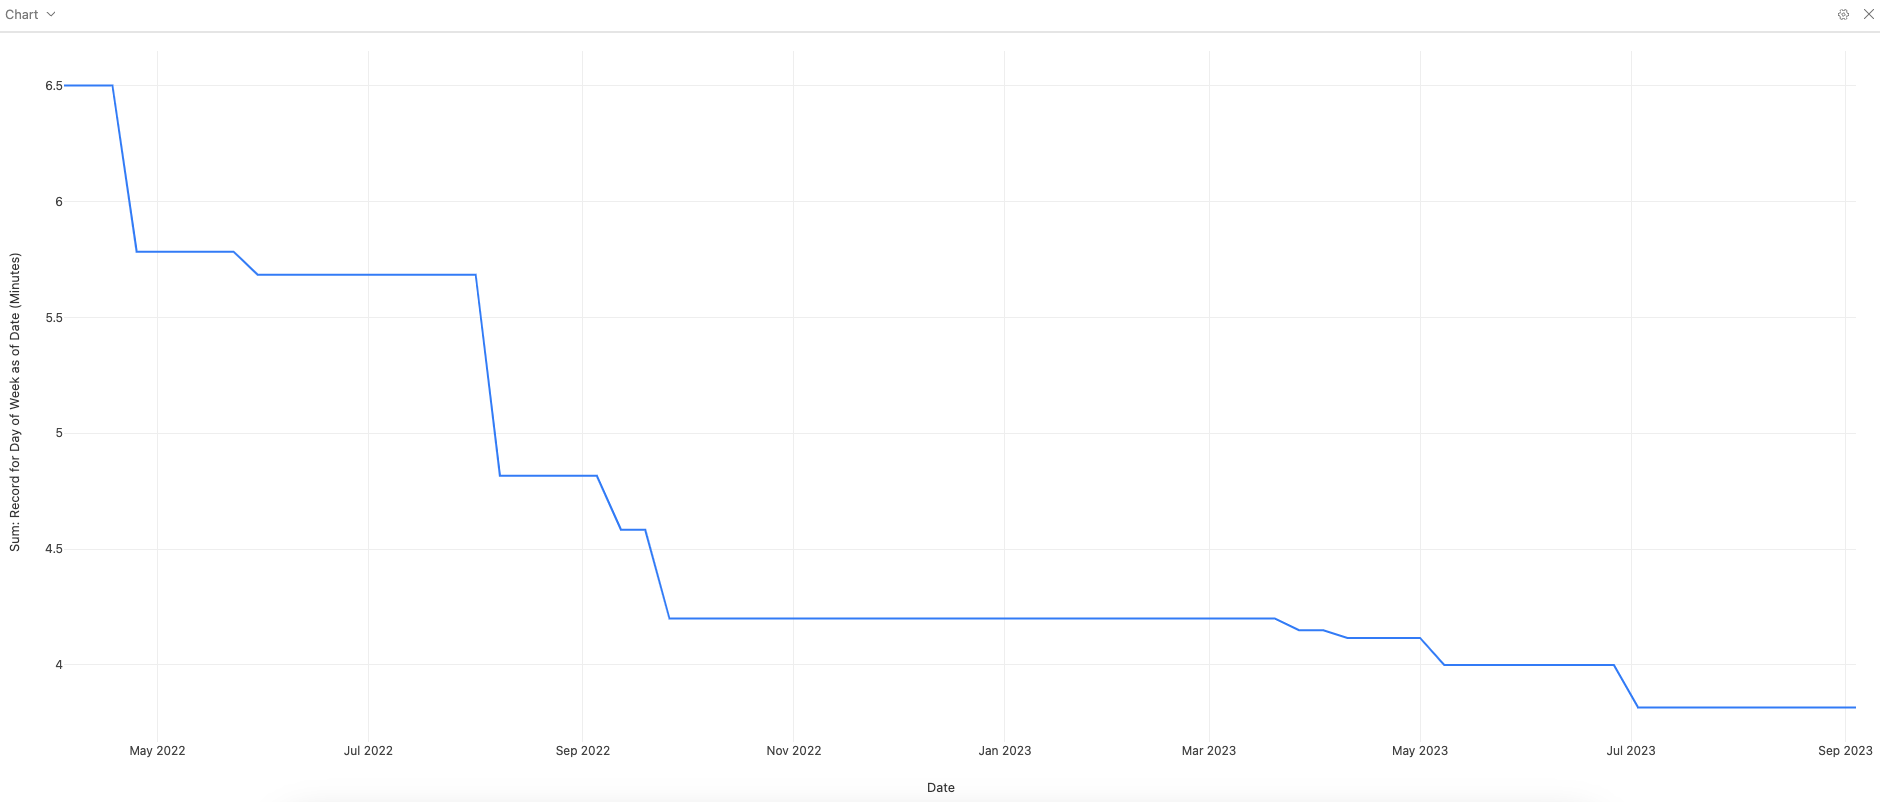 Chart
Sum: Record for Day of Week as of Date (Minutes)
6.5
6
5.5
5
4.5
4
May 2022
Jul 2022
Sep 2022
Nov 2022
Jan 2023
Mar 2023
May 2023
Jul 2023
Sep 2023
Date